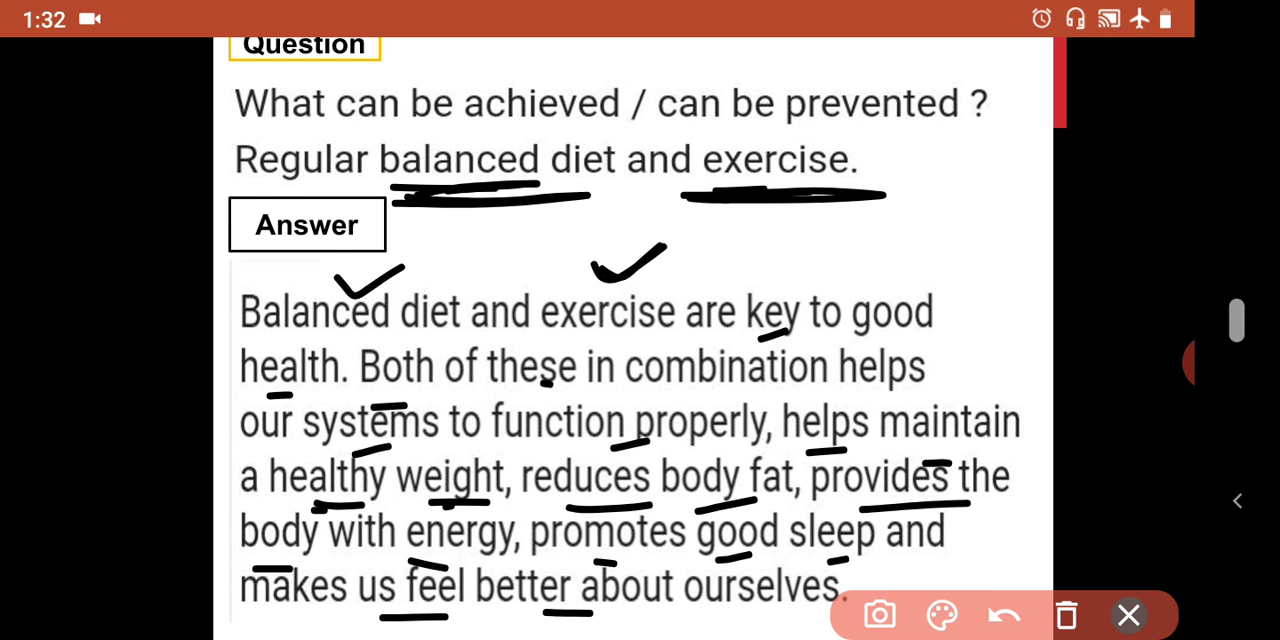 1:32
Question
What can be achieved / can be prevented ?
Regular balanced diet and exercise.
Answer
Balanced diet and exercise are key to good
health. Both of these in combination helps
our systems to function properly, helps maintain
a healthy weight, reduces body fat, provides the
body with energy, promotes good sleep and
makes us feel better about ourselves.